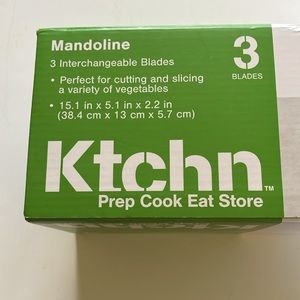 Mandoline
3 Interchangeable Blades
• Perfect for cutting and slicing
a variety of vegetables
• 15.1 in x 5.1 in x 2.2 in
(38.4 cm x 13 cm x 5.7 cm)
3
BLADES
Ktchn™
Prep Cook Eat Store